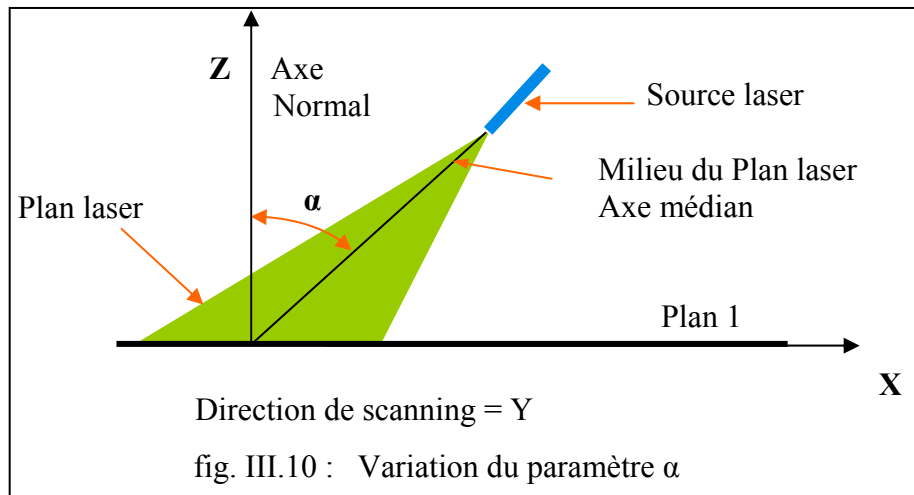 Z
Axe
Normal
Source laser
Milieu du Plan laser
Axe médian
Plan laser
α
Plan 1
X
Direction de scanning = Y
fig. III.10 : Variation du paramètre α